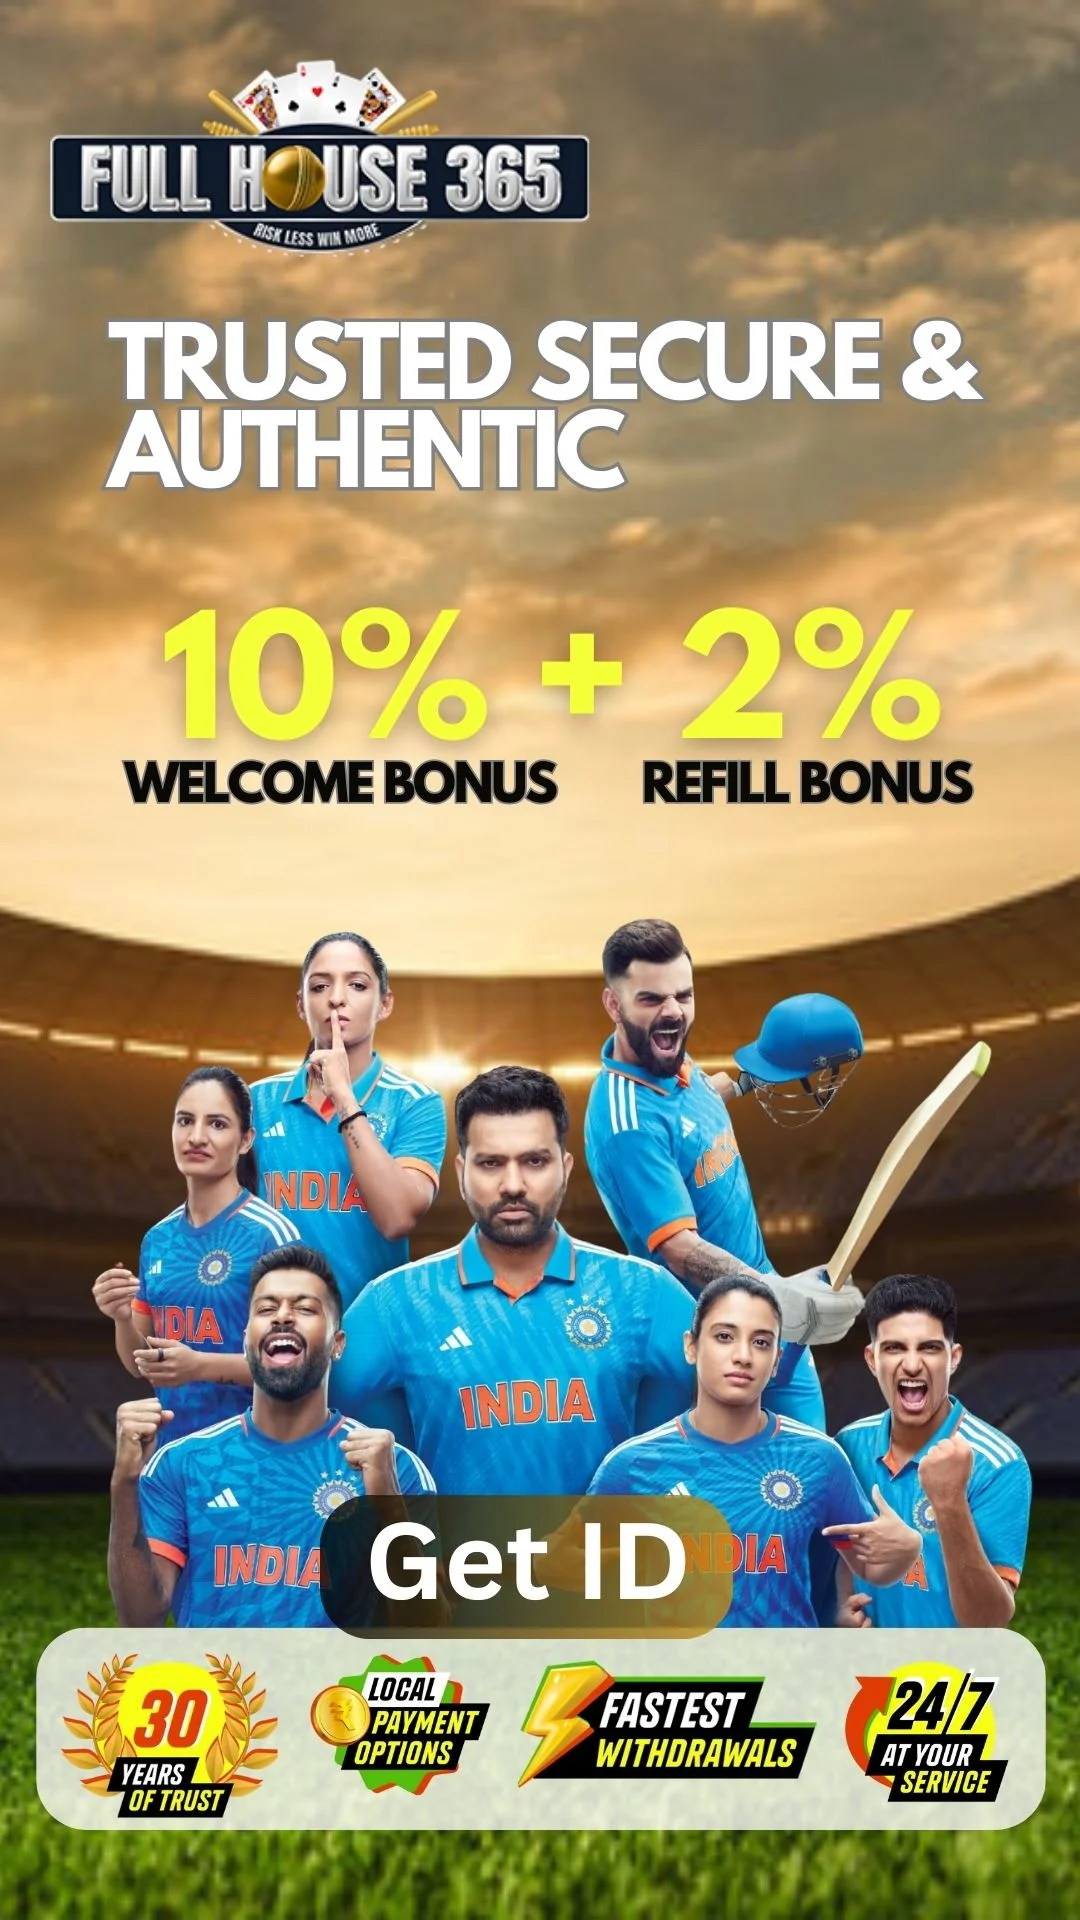 FULL HOUSE 365
RISK LESS WIN MORE
TRUSTED SECURE &
AUTHENTIC
10% + 2%
WELCOME BONUS REFILL BONUS
INDIA
INDIA
INDIA
INDIA
INDIA
Get ID
30
YEARS
OF TRUST
LOCAL
PAYMENT
OPTIONS
FASTEST
WITHDRAWALS
24/7
AT YOUR
SERVICE